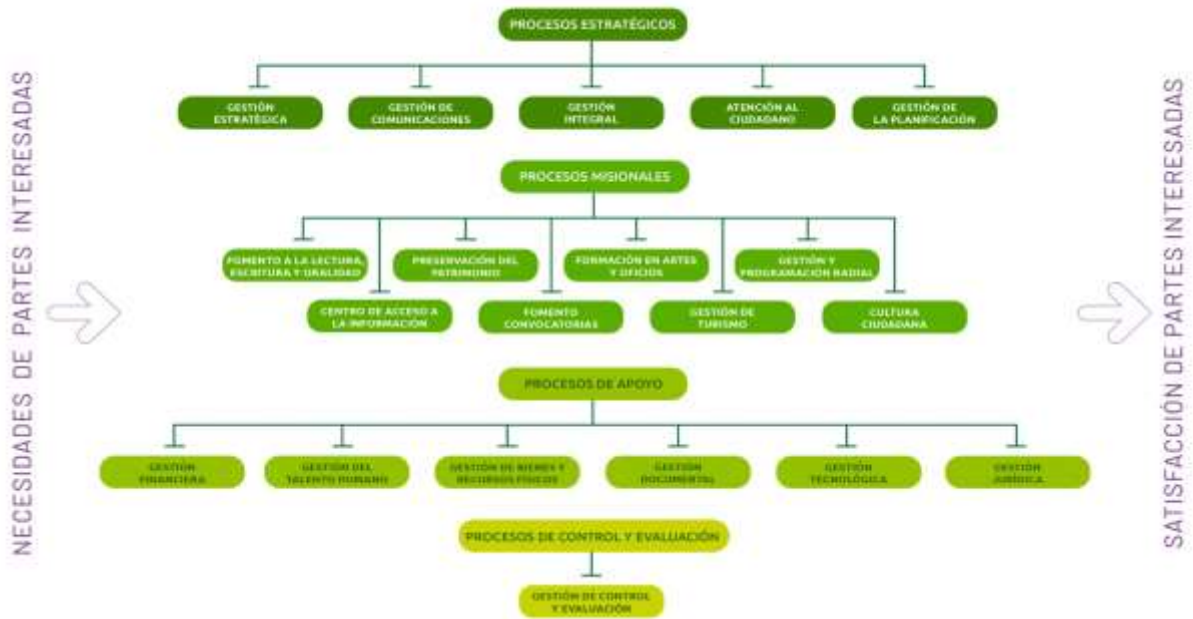 NECESIDADES DE PARTES INTERESADAS
PROCESOS ESTRATÉGICOS
GESTIÓN
ESTRATÉGICA
GESTIÓN DE
COMUNICACIONES
GESTIÓN
INTEGRAL
ATENCIÓN AL
CIUDADANO
GESTIÓN DE
LA PLANIFICACIÓN
PROCESOS MISIONALES
FOMENTO A LA LECTURA,
ESCRITURA Y ORALIDAD
PRESERVACIÓN DEL
PATRIMONIO
FORMACIÓN EN ARTES
Y OFICIOS
GESTIÓN Y
PROGRAMACIÓN RADIAL
CENTRO DE ACCESO A
LA INFORMACIÓN
FOMENTO
CONVOCATORIAS
GESTIÓN DE
TURISMO
CULTURA
CIUDADANA
PROCESOS DE APOYO
GESTIÓN
FINANCIERA
GESTIÓN DEL
TALENTO HUMANO
GESTIÓN DE BIENES Y
RECURSOS FÍSICOS
GESTIÓN
DOCUMENTAL
GESTIÓN
TECNOLÓGICA
GESTIÓN
JURÍDICA
PROCESOS DE CONTROL Y EVALUACIÓN
GESTIÓN DE CONTROL
Y EVALUACIÓN
SATISFACCIÓN DE PARTES INTERESADAS